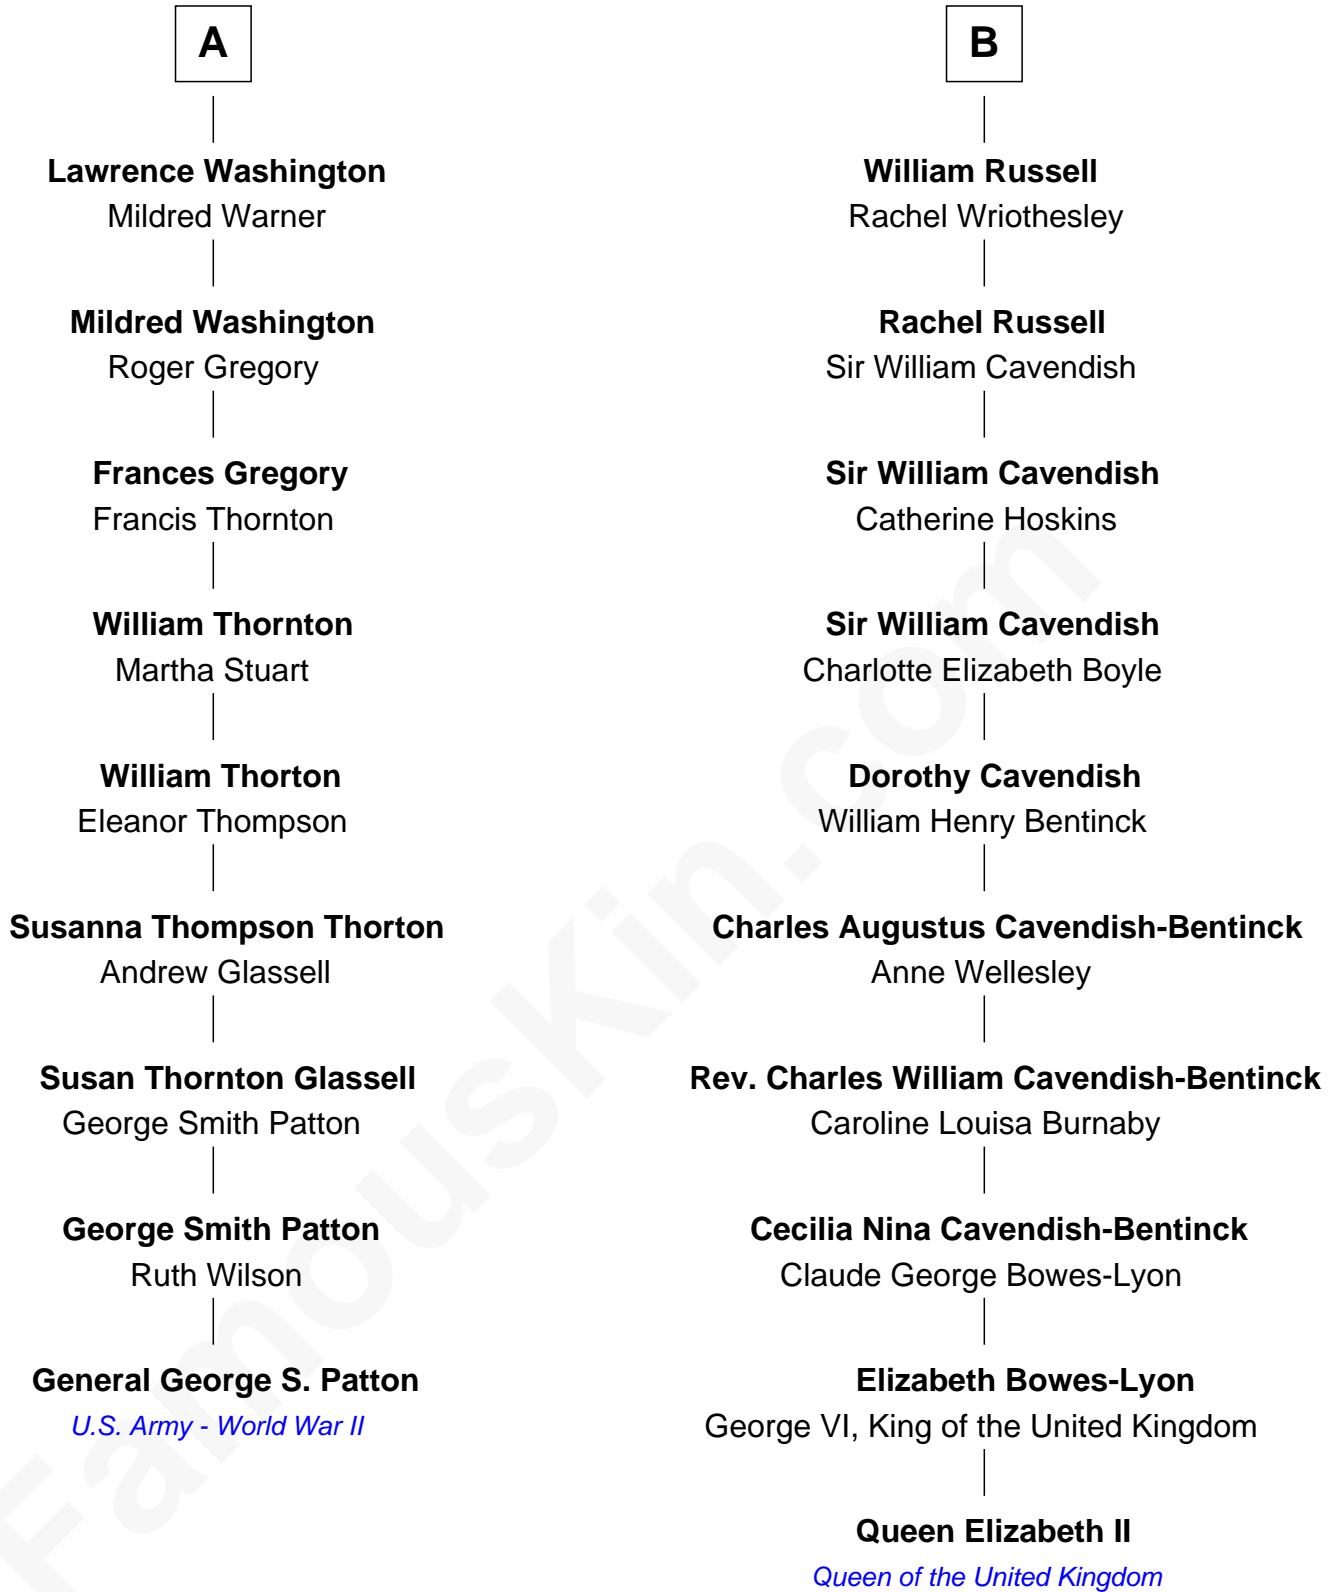 A
Lawrence Washington
Mildred Warner
Mildred Washington
Roger Gregory
Frances Gregory
Francis Thornton
William Thornton
Martha Stuart
William Thorton
Eleanor Thompson
Susanna Thompson Thorton
Andrew Glassell
Susan Thornton Glassell
George Smith Patton
George Smith Patton
Ruth Wilson
General George S. Patton
U.S. Army - World War II
B
William Russell
Rachel Wriothesley
Rachel Russell
Sir William Cavendish
Sir William Cavendish
Catherine Hoskins
Sir William Cavendish
Charlotte Elizabeth Boyle
Dorothy Cavendish
William Henry Bentinck
Charles Augustus Cavendish-Bentinck
Anne Wellesley
Rev. Charles William Cavendish-Bentinck
Caroline Louisa Burnaby
Cecilia Nina Cavendish-Bentinck
Claude George Bowes-Lyon
Elizabeth Bowes-Lyon
George VI, King of the United Kingdom
Queen Elizabeth II
Queen of the United Kingdom
FamousKin.com